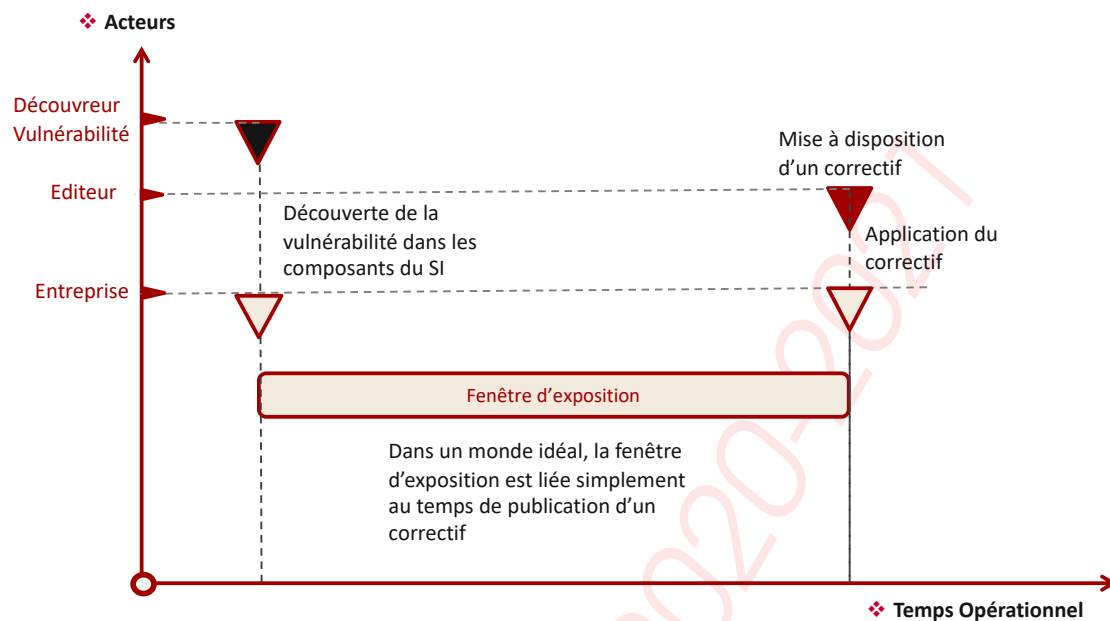 ❖ Acteurs
Découvreur
Vulnérabilité
Editeur
Entreprise
Découverte de la
vulnérabilité dans les
composants du SI
Mise à disposition
d’un correctif
Application du
correctif
Fenêtre d’exposition
Dans un monde idéal, la fenêtre
d’exposition est liée simplement
au temps de publication d’un
correctif
❖ Temps Opérationnel
2020-2021